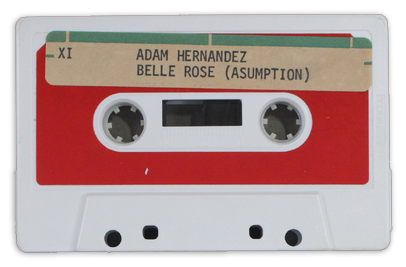 XI ADAM HERNANDEZ
BELLE ROSE (ASUMPTION)